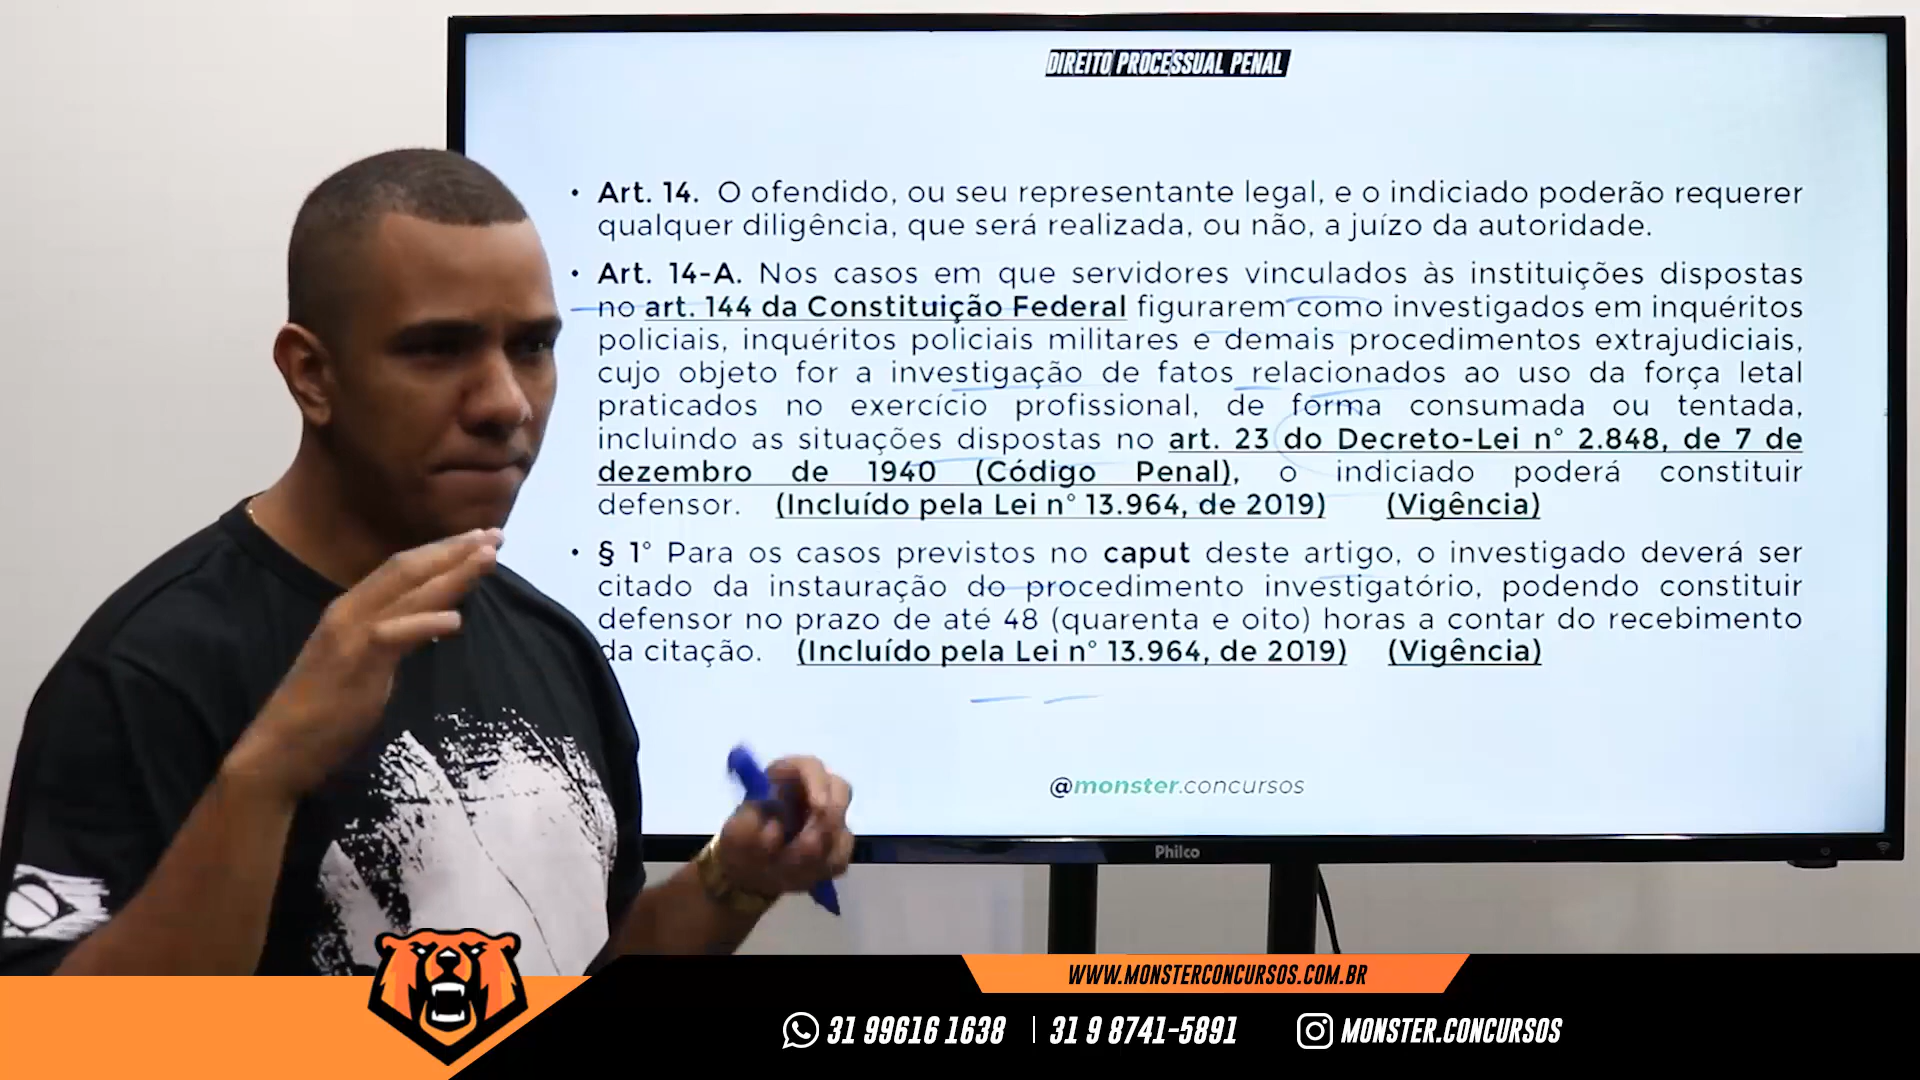 DIREITO PROCESSUAL PENAL
• Art. 14. O ofendido, ou seu representante legal, e o indiciado poderão requerer
qualquer diligência, que será realizada, ou não, a juízo da autoridade.
• Art. 14-A. Nos casos em que servidores vinculados às instituições dispostas
no art. 144 da Constituição Federal figurarem como investigados em inquéritos
policiais, inquéritos policiais militares e demais procedimentos extrajudiciais,
cujo objeto for a investigação de fatos relacionados ao uso da força letal
praticados no exercício profissional, de forma consumada ou tentada,
incluindo as situações dispostas no art. 23 do Decreto-Lei nº 2.848, de 7 de
dezembro de 1940 (Código Penal), o indiciado poderá constituir
defensor. (Incluído pela Lei nº 13.964, de 2019) (Vigência)
• § 1º Para os casos previstos no caput deste artigo, o investigado deverá ser
citado da instauração do procedimento investigatório, podendo constituir
defensor no prazo de até 48 (quarenta e oito) horas a contar do recebimento
da citação. (Incluído pela Lei nº 13.964, de 2019) (Vigência)
@monster.concursos
Philco
WWW.MONSTERCONCURSOS.COM.BR
31 99616 1638 | 31 9 8741-5891 MONSTER.CONCURSOS